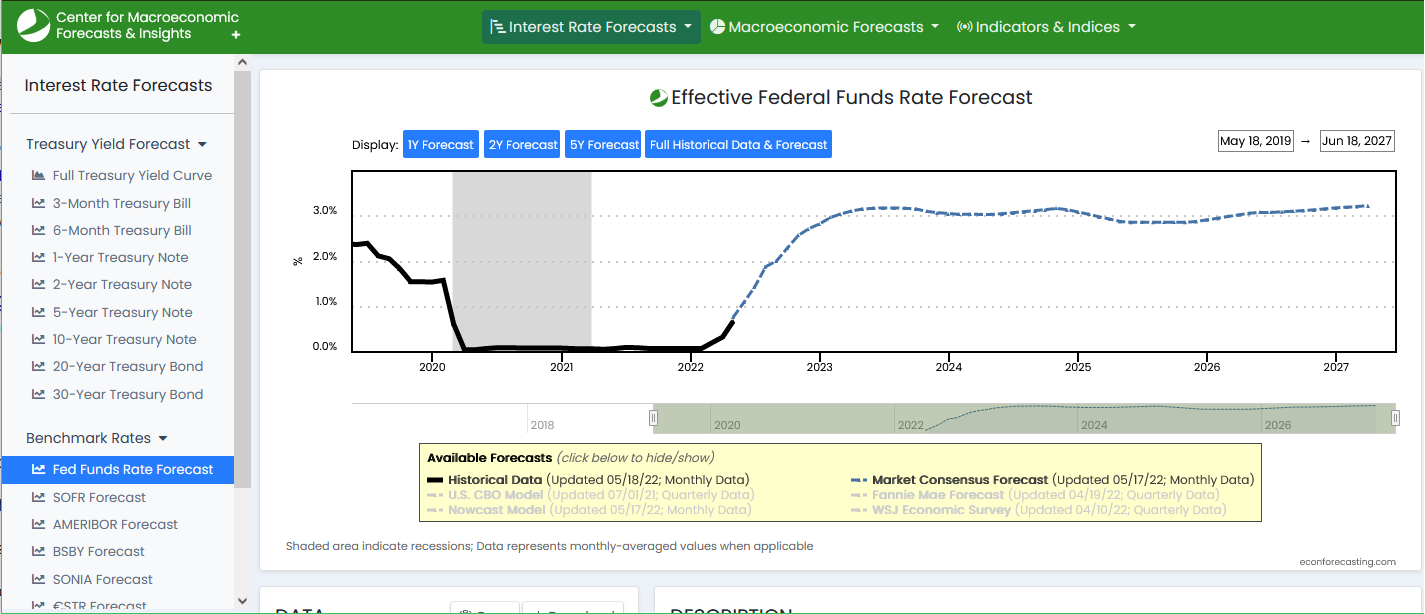 Center for Macroeconomic
Forecasts & Insights +
Interest Rate Forecasts
Macroeconomic Forecasts
Indicators & Indices
Interest Rate Forecasts
Treasury Yield Forecast
Full Treasury Yield Curve
3-Month Treasury Bill
6-Month Treasury Bill
1-Year Treasury Note
2-Year Treasury Note
5-Year Treasury Note
10-Year Treasury Note
20-Year Treasury Bond
30-Year Treasury Bond
Benchmark Rates
Fed Funds Rate Forecast
SOFR Forecast
AMERIBOR Forecast
BSBY Forecast
SONIA Forecast
€STR Forecast
Effective Federal Funds Rate Forecast
Display: 1Y Forecast 2Y Forecast 5Y Forecast Full Historical Data & Forecast
May 18, 2019 → Jun 18, 2027
%
3.0%
2.0%
1.0%
0.0%
2020 2021 2022 2023 2024 2025 2026 2027
2018 2020 2022 2024 2026
Available Forecasts (click below to hide/show)
Historical Data (Updated 05/18/22; Monthly Data)
Market Consensus Forecast (Updated 05/17/22; Monthly Data)
U.S. CBO Model (Updated 07/01/21; Quarterly Data)
Fannie Mae Forecast (Updated 04/19/22; Quarterly Data)
Nowcast Model (Updated 05/17/22; Monthly Data)
WSJ Economic Survey (Updated 04/10/22; Quarterly Data)
Shaded area indicate recessions; Data represents monthly-averaged values when applicable
econforecasting.com
DATA
DESCRIPTION